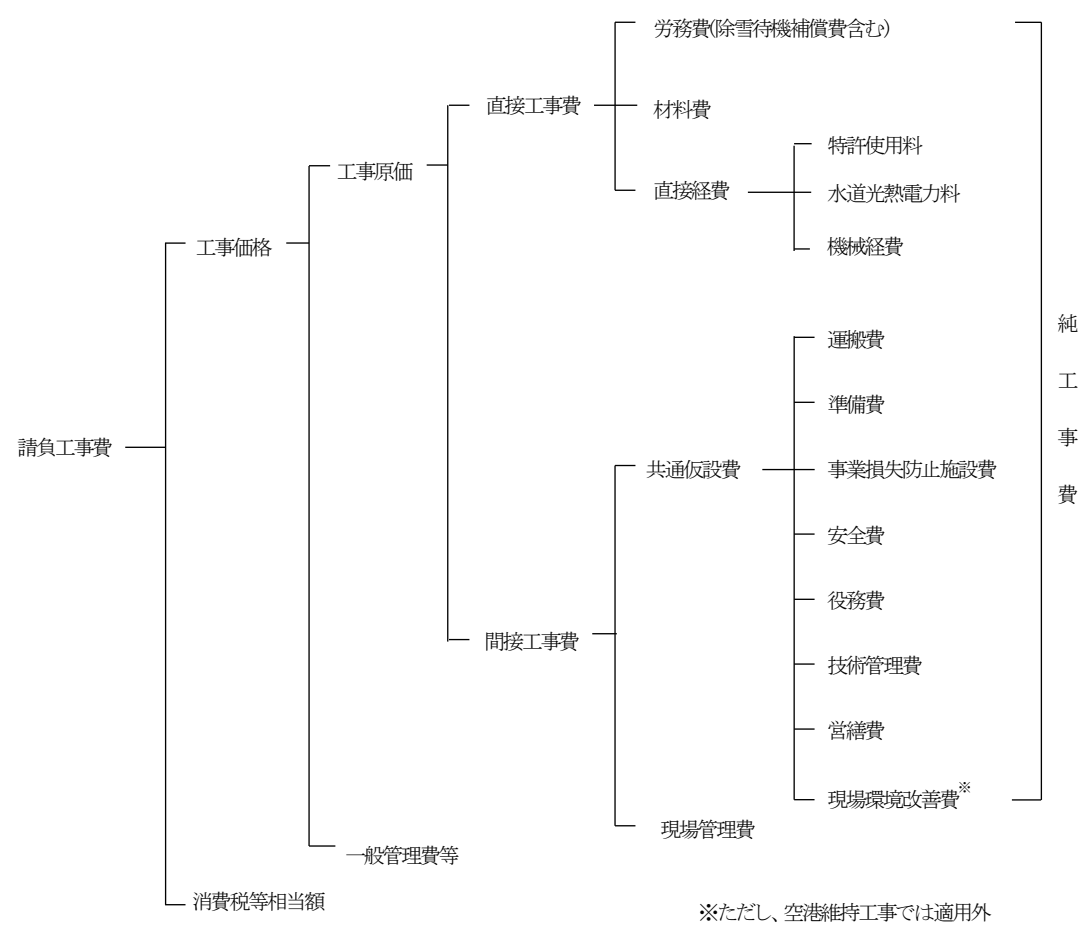 労務費(除雪待機補償費含む)
直接工事費
材料費
特許使用料
工事原価
直接経費
水道光熱電力料
工事価格
機械経費
純工事費
運搬費
準備費
請負工事費
共通仮設費
事業損失防止施設費
安全費
役務費
間接工事費
技術管理費
営繕費
現場環境改善費※
現場管理費
一般管理費等
消費税等相当額
※ただし、空港維持工事では適用外